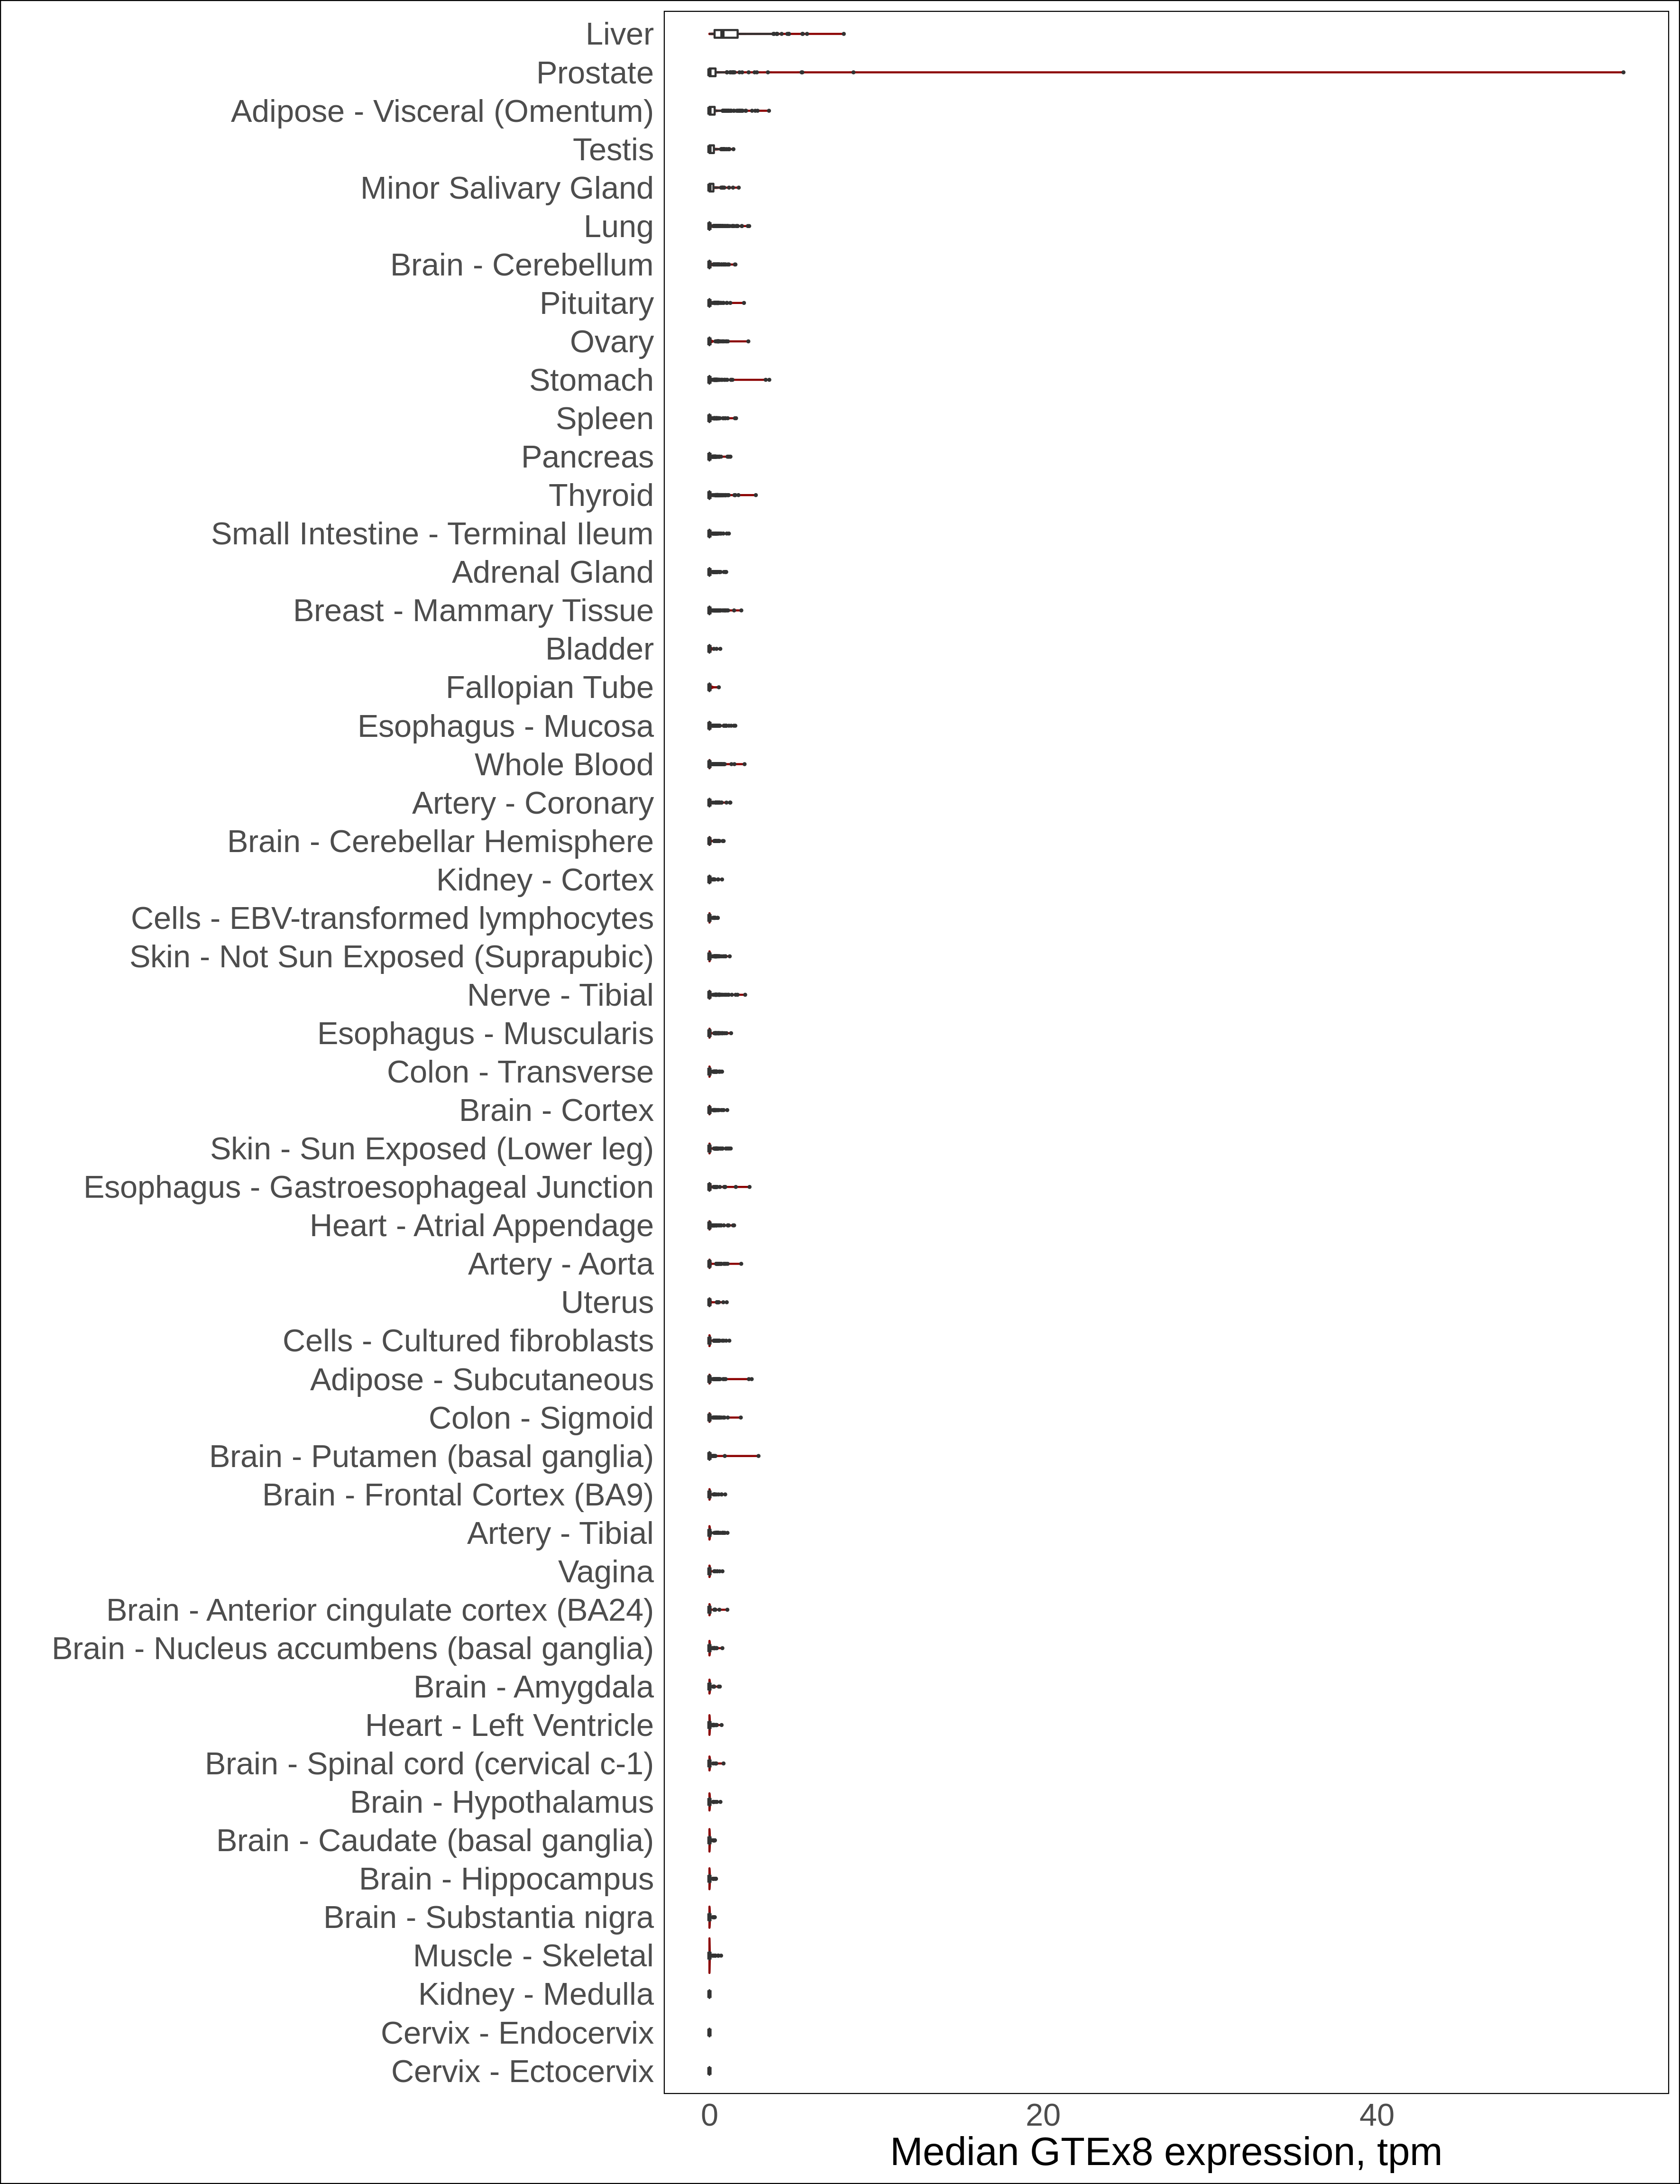 Liver
Prostate
Adipose - Visceral (Omentum)
Testis
Minor Salivary Gland
Lung
Brain - Cerebellum
Pituitary
Ovary
Stomach
Spleen
Pancreas
Thyroid
Small Intestine - Terminal Ileum
Adrenal Gland
Breast - Mammary Tissue
Bladder
Fallopian Tube
Esophagus - Mucosa
Whole Blood
Artery - Coronary
Brain - Cerebellar Hemisphere
Kidney - Cortex
Cells - EBV-transformed lymphocytes
Skin - Not Sun Exposed (Suprapubic)
Nerve - Tibial
Esophagus - Muscularis
Colon - Transverse
Brain - Cortex
Skin - Sun Exposed (Lower leg)
Esophagus - Gastroesophageal Junction
Heart - Atrial Appendage
Artery - Aorta
Uterus
Cells - Cultured fibroblasts
Adipose - Subcutaneous
Colon - Sigmoid
Brain - Putamen (basal ganglia)
Brain - Frontal Cortex (BA9)
Artery - Tibial
Vagina
Brain - Anterior cingulate cortex (BA24)
Brain - Nucleus accumbens (basal ganglia)
Brain - Amygdala
Heart - Left Ventricle
Brain - Spinal cord (cervical c-1)
Brain - Hypothalamus
Brain - Caudate (basal ganglia)
Brain - Hippocampus
Brain - Substantia nigra
Muscle - Skeletal
Kidney - Medulla
Cervix - Endocervix
Cervix - Ectocervix
0 20 40
Median GTEx8 expression, tpm